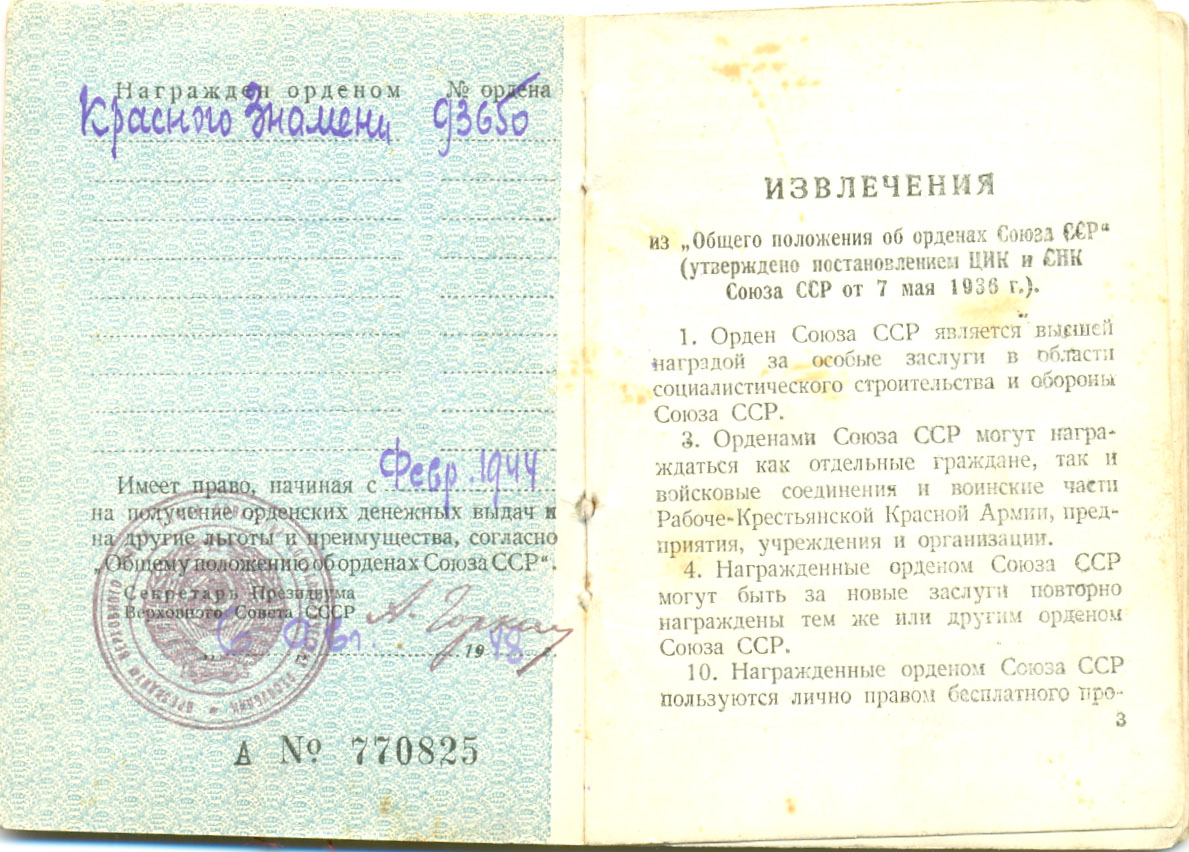 Награжден орденом № ордена
Красного Знамени 93650
Имеет право, начиная с Февр. 1944
на получение орденских денежных выдач и
на другие льготы и преимущества, согласно
„Общему положению об орденах Союза ССР“.
Секретарь Президиума
Верховного Совета СССР А. Горкин
6 авг. 1948
А № 770825
ИЗВЛЕЧЕНИЯ
из „Общего положения об орденах Союза ССР“
(утверждено постановлением ЦИК и СНК
Союза ССР от 7 мая 1936 г.).
1. Орден Союза ССР является высшей
наградой за особые заслуги в области
социалистического строительства и обороны
Союза ССР.
3. Орденами Союза ССР могут награ-
ждаться как отдельные граждане, так и
войсковые соединения и воинские части
Рабоче-Крестьянской Красной Армии, пред-
приятия, учреждения и организации.
4. Награжденные орденом Союза ССР
могут быть за новые заслуги повторно
награждены тем же или другим орденом
Союза ССР.
10. Награжденные орденом Союза ССР
пользуются лично правом бесплатного про-
3